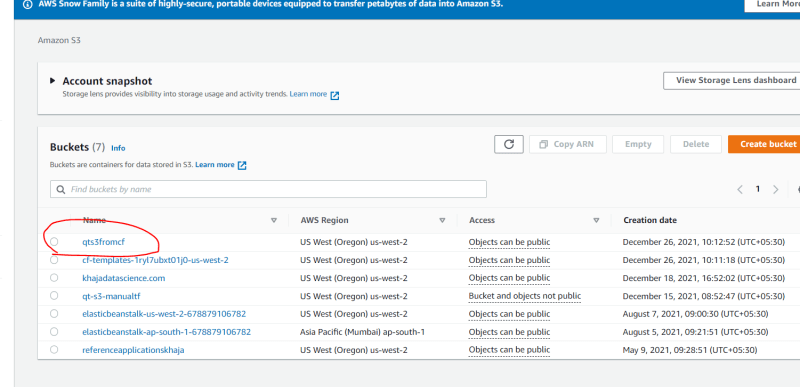 AWS Snow Family is a suite of highly-secure, portable devices equipped to transfer petabytes of data into Amazon S3. Learn More
Amazon S3
Account snapshot View Storage Lens dashboard
Storage lens provides visibility into storage usage and activity trends. Learn more
Buckets (7) Info Copy ARN Empty Delete Create bucket
Buckets are containers for data stored in S3. Learn more
Find buckets by name 1
Name AWS Region Access Creation date
qts3fromcf US West (Oregon) us-west-2 Objects can be public December 26, 2021, 10:12:52 (UTC+05:30)
cf-templates-1ryl7ubxt01j0-us-west-2 US West (Oregon) us-west-2 Objects can be public December 26, 2021, 10:11:18 (UTC+05:30)
khajadatascience.com US West (Oregon) us-west-2 Objects can be public December 18, 2021, 16:52:02 (UTC+05:30)
qt-s3-manualtf US West (Oregon) us-west-2 Bucket and objects not public December 15, 2021, 08:52:47 (UTC+05:30)
elasticbeanstalk-us-west-2-678879106782 US West (Oregon) us-west-2 Objects can be public August 7, 2021, 09:00:30 (UTC+05:30)
elasticbeanstalk-ap-south-1-678879106782 Asia Pacific (Mumbai) ap-south-1 Objects can be public August 5, 2021, 09:21:51 (UTC+05:30)
referenceapplicationskhaja US West (Oregon) us-west-2 Objects can be public May 9, 2021, 09:28:51 (UTC+05:30)